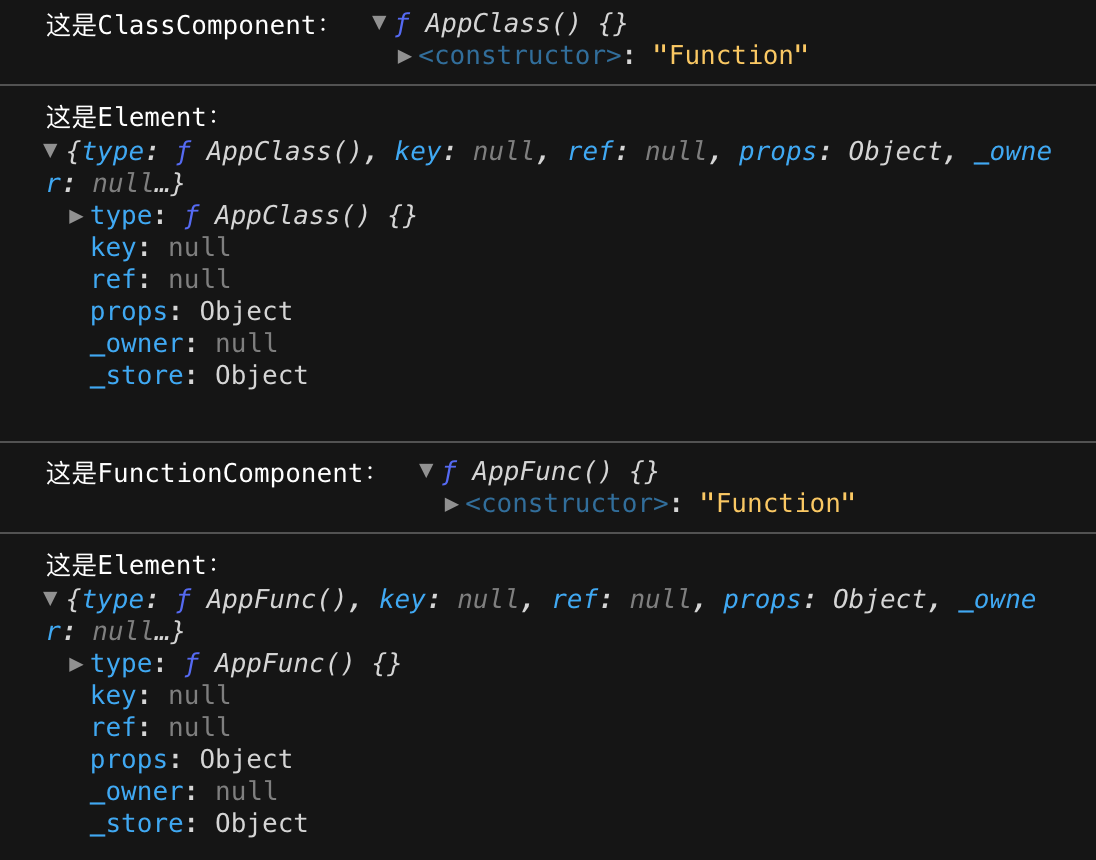 这是ClassComponent: ▼ƒ AppClass() {}
▶<constructor>: "Function"
这是Element:
▼{type: ƒ AppClass(), key: null, ref: null, props: Object, _owne
r: null…}
▶type: ƒ AppClass() {}
key: null
ref: null
props: Object
_owner: null
_store: Object
这是FunctionComponent: ▼ƒ AppFunc() {}
▶<constructor>: "Function"
这是Element:
▼{type: ƒ AppFunc(), key: null, ref: null, props: Object, _owne
r: null…}
▶type: ƒ AppFunc() {}
key: null
ref: null
props: Object
_owner: null
_store: Object